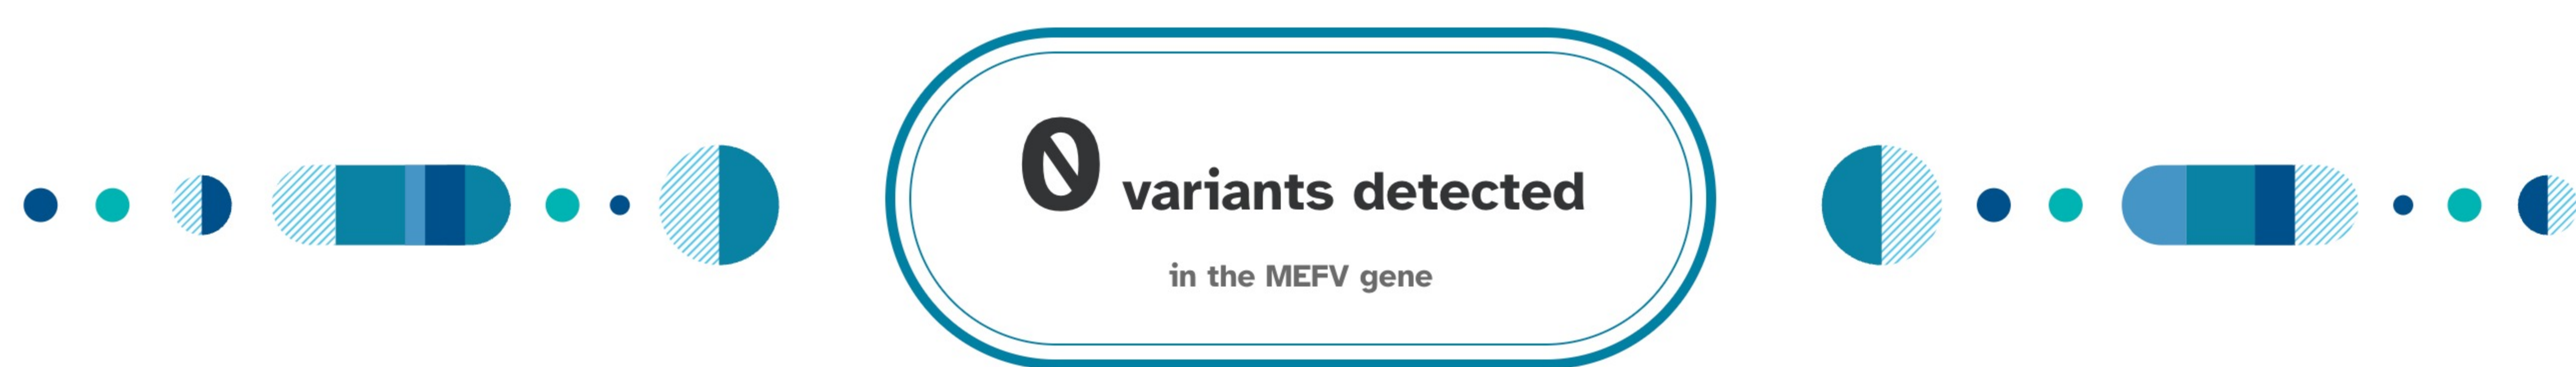 0 variants detected
in the MEFV gene